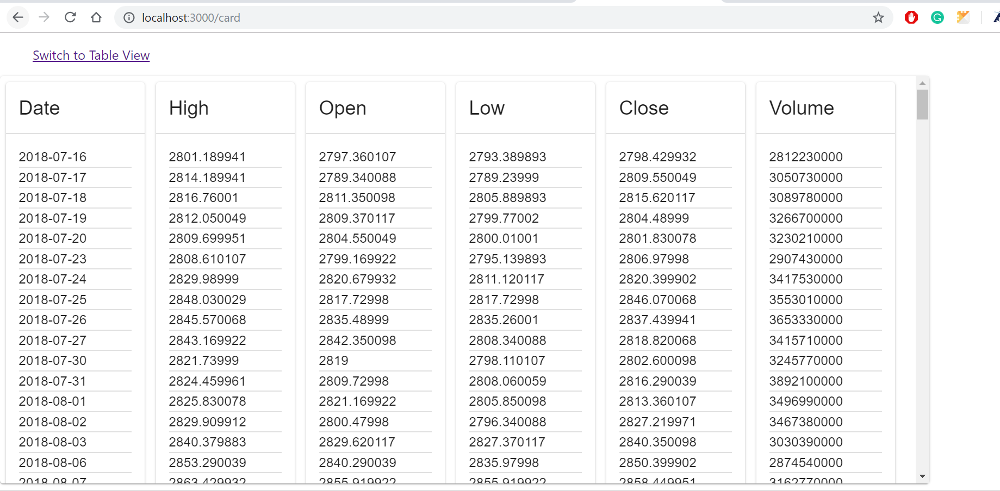 localhost:3000/card
Switch to Table View
Date High Open Low Close Volume
2018-07-16 2801.189941 2797.360107 2793.389893 2798.429932 2812230000
2018-07-17 2814.189941 2789.340088 2789.23999 2809.550049 3050730000
2018-07-18 2816.76001 2811.350098 2805.889893 2815.620117 3089780000
2018-07-19 2812.050049 2809.370117 2799.77002 2804.48999 3266700000
2018-07-20 2809.699951 2804.550049 2800.01001 2801.830078 3230210000
2018-07-23 2808.610107 2799.169922 2795.139893 2806.97998 2907430000
2018-07-24 2829.98999 2820.679932 2811.120117 2820.399902 3417530000
2018-07-25 2848.030029 2817.72998 2817.72998 2846.070068 3553010000
2018-07-26 2845.570068 2835.48999 2835.26001 2837.439941 3653330000
2018-07-27 2843.169922 2842.350098 2808.340088 2818.820068 3415710000
2018-07-30 2821.73999 2819 2798.110107 2802.600098 3245770000
2018-07-31 2824.459961 2809.72998 2808.060059 2816.290039 3892100000
2018-08-01 2825.830078 2821.169922 2805.850098 2813.360107 3496990000
2018-08-02 2829.909912 2800.47998 2796.340088 2827.219971 3467380000
2018-08-03 2840.379883 2829.620117 2827.370117 2840.350098 3030390000
2018-08-06 2853.290039 2840.290039 2835.97998 2850.399902 2874540000
2018-08-07 2863.429932 2855.919922 2855.919922 2858.449951 3162770000